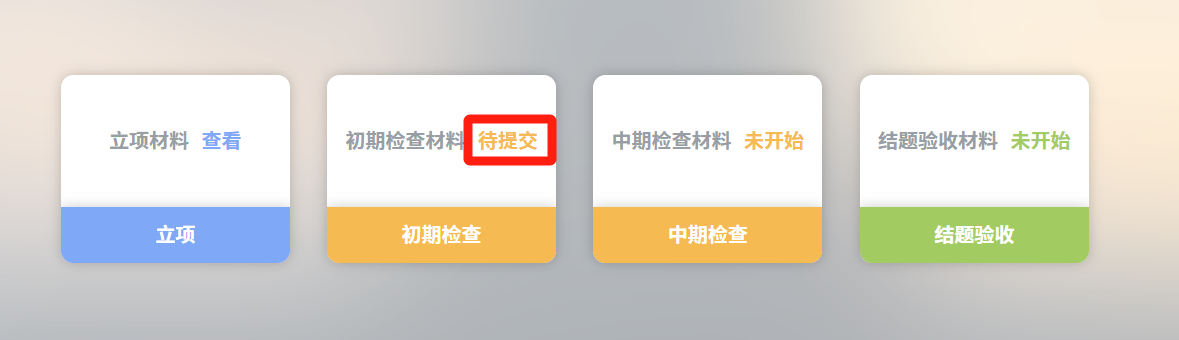 立项材料 查看
初期检查材料 待提交
中期检查材料 未开始
结题验收材料 未开始
立项
初期检查
中期检查
结题验收